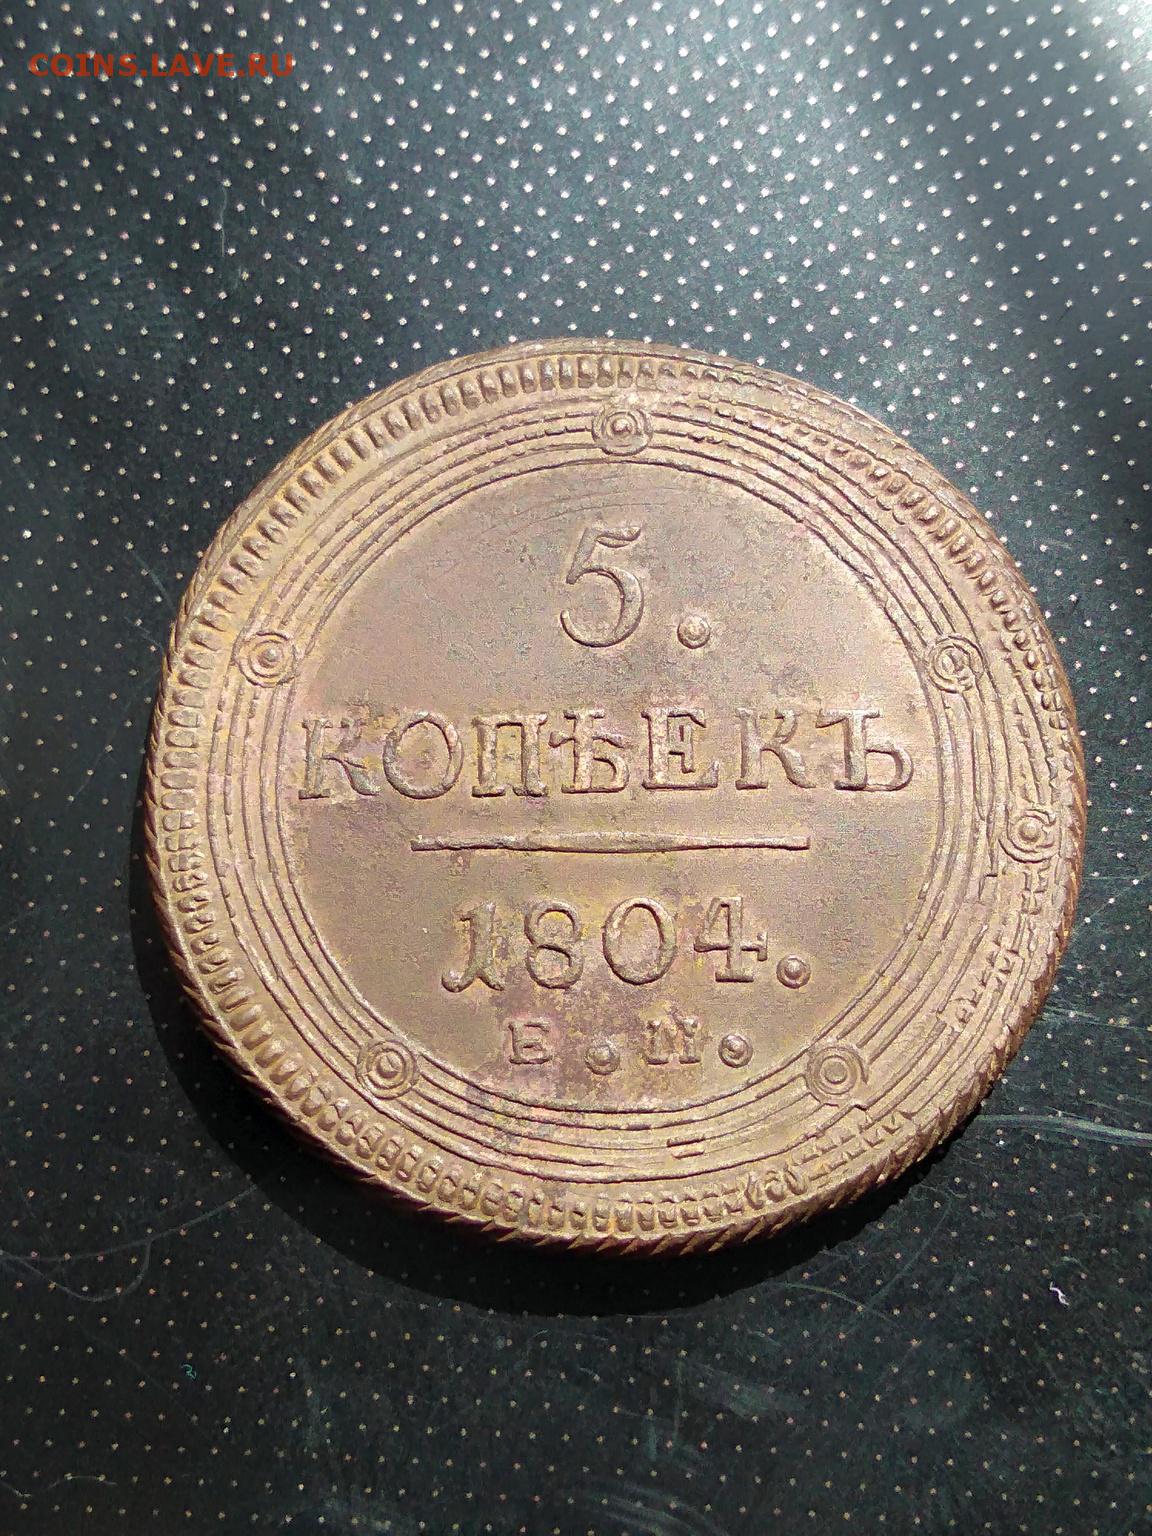 COINS.LAVE.RU
5.
КОПѢЕКЪ
1804.
Е. М.